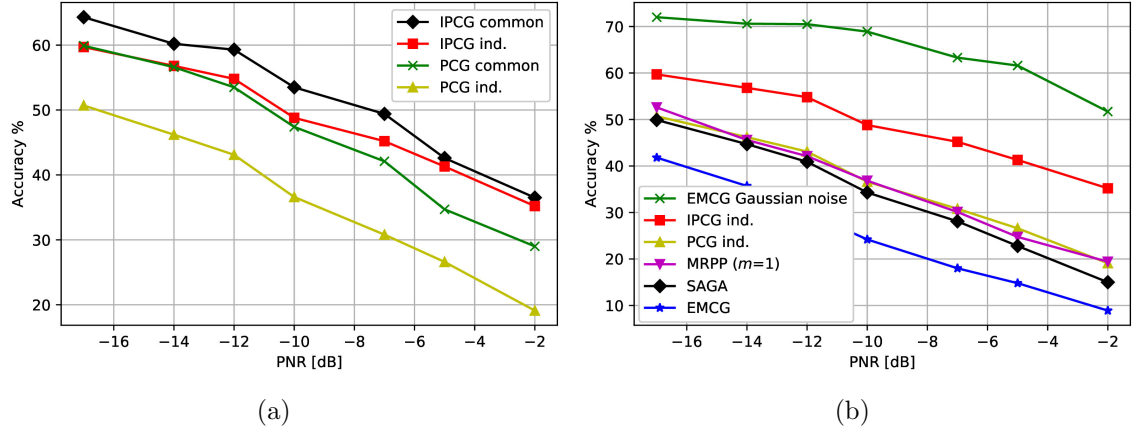 IPCG common
IPCG ind.
PCG common
PCG ind.
60
50
40
30
20
Accuracy %
−16
−14
−12
−10
−8
−6
−4
−2
PNR [dB]
(a)
EMCG Gaussian noise
IPCG ind.
PCG ind.
MRPP (m=1)
SAGA
EMCG
70
60
50
40
30
20
10
Accuracy %
−16
−14
−12
−10
−8
−6
−4
−2
PNR [dB]
(b)